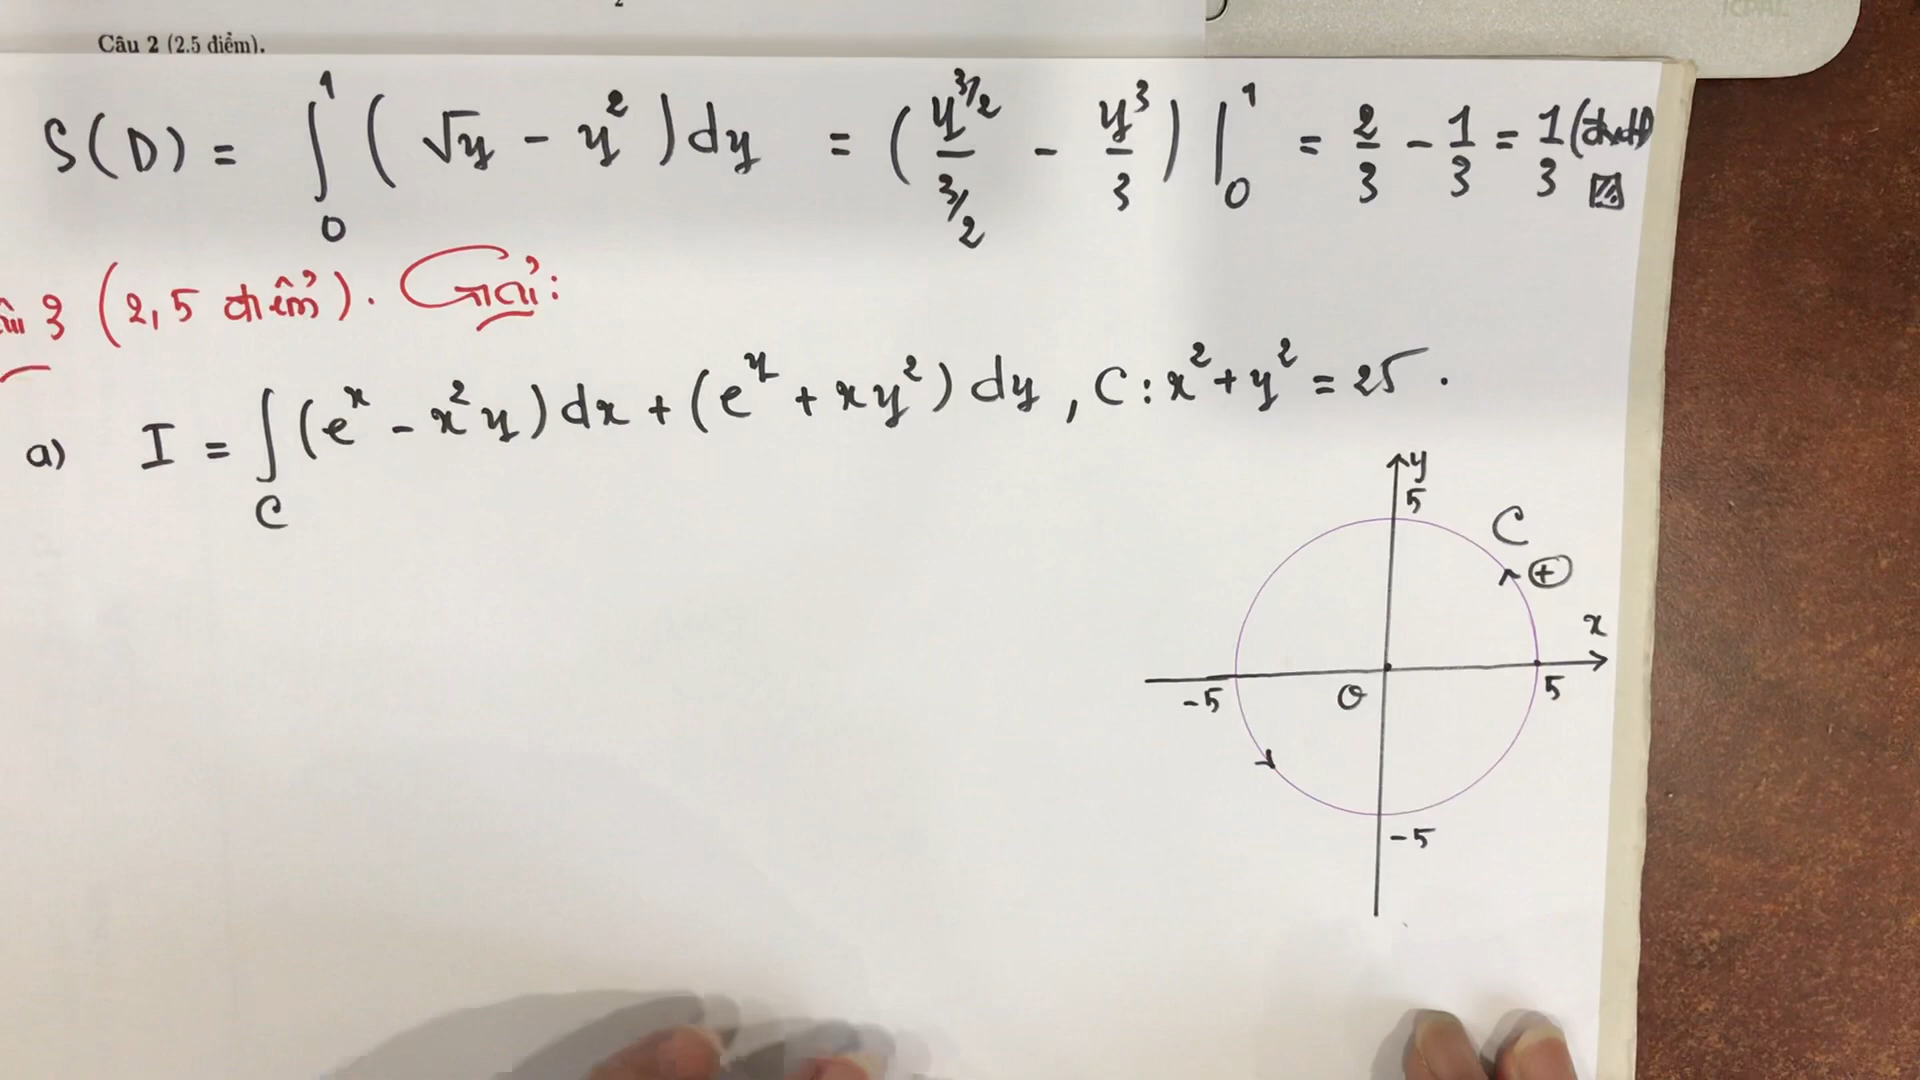 Câu 2 (2.5 điểm).
S(D) = ∫₀¹ (√y − y²) dy = (y^{3/2}/(3/2) − y³/3) |₀¹ = 2/3 − 1/3 = 1/3 (đvdt)
3 (2,5 điểm). Giải:
a) I = ∫_C (e^x − x²y) dx + (e^y + xy²) dy, C: x² + y² = 25.
y
5
C
+
x
-5
O
5
-5